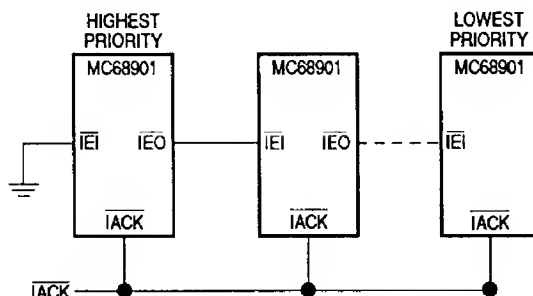 HIGHEST
PRIORITY
LOWEST
PRIORITY
MC68901
MC68901
MC68901
IEI
IEO
IEI
IEO
IEI
IACK
IACK
IACK
IACK